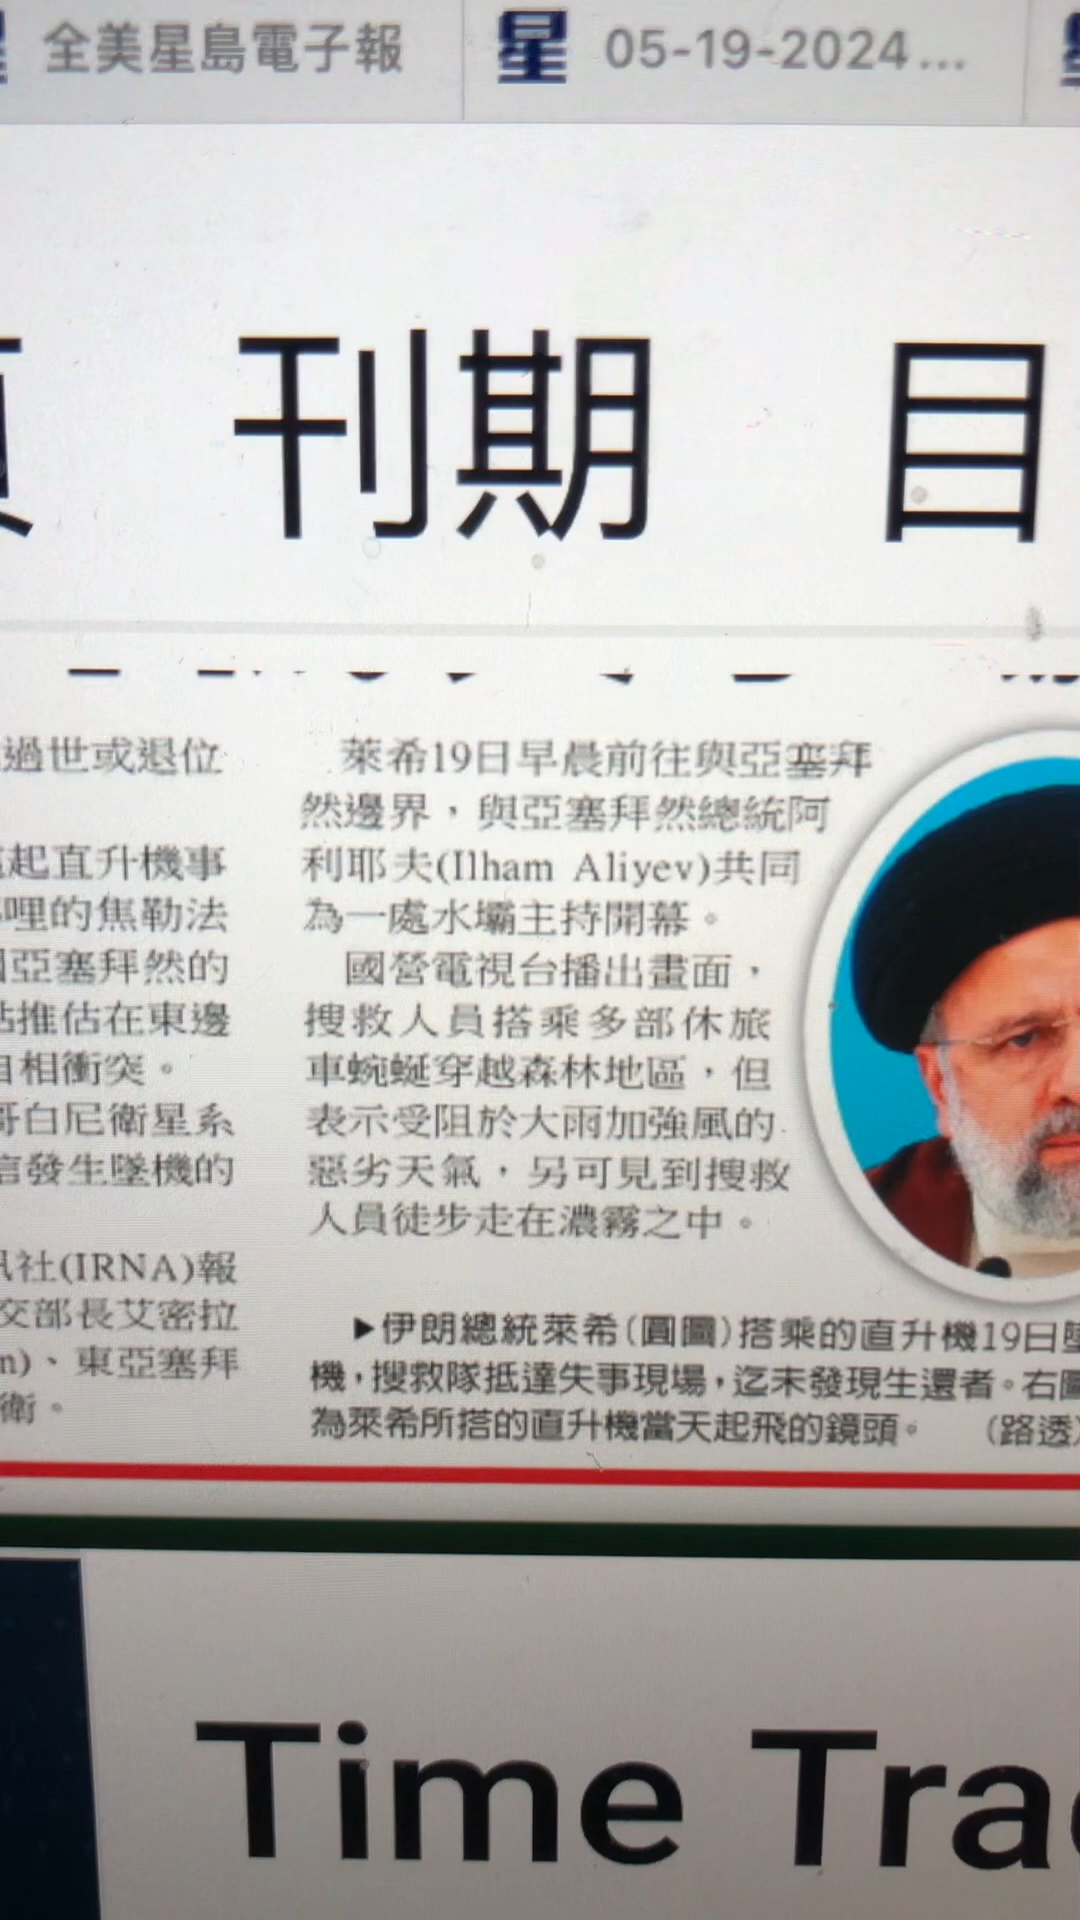 全美星島電子報
星
05-19-2024...
刊期
目
過世或退位
起直升機事
哩的焦勒法
亞塞拜然的
推估在東邊
自相衝突。
哥白尼衛星系
信發生墜機的
社(IRNA)報
交部長艾密拉
n)、東亞塞拜
衛。
萊希19日早晨前往與亞塞拜
然邊界，與亞塞拜然總統阿
利耶夫(Ilham Aliyev)共同
為一處水壩主持開幕。
國營電視台播出畫面，
搜救人員搭乘多部休旅
車蜿蜒穿越森林地區，但
表示受阻於大雨加強風的
惡劣天氣，另可見到搜救
人員徒步走在濃霧之中。
▶伊朗總統萊希(圓圖)搭乘的直升機19日墜
機，搜救隊抵達失事現場，迄未發現生還者。右圖
為萊希所搭的直升機當天起飛的鏡頭。 (路透)
Time Trac